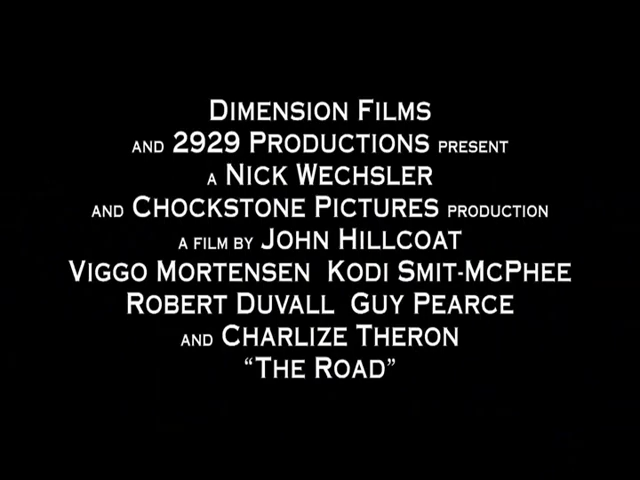 DIMENSION FILMS
AND 2929 PRODUCTIONS PRESENT
A NICK WECHSLER
AND CHOCKSTONE PICTURES PRODUCTION
A FILM BY JOHN HILLCOAT
VIGGO MORTENSEN KODI SMIT-MCPHEE
ROBERT DUVALL GUY PEARCE
AND CHARLIZE THERON
“THE ROAD”